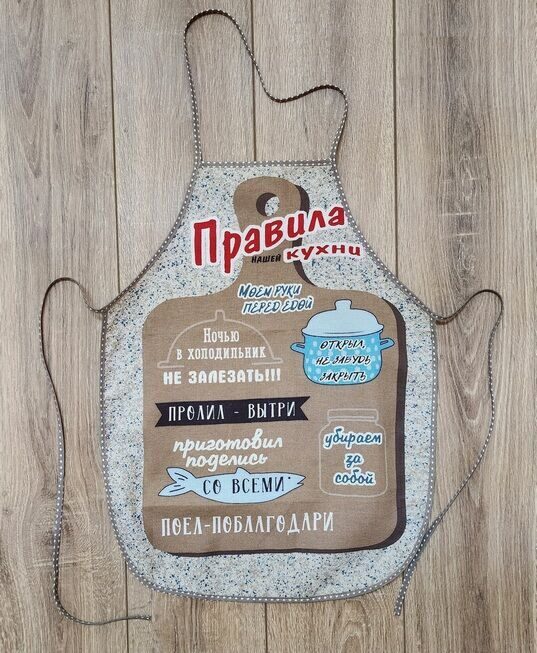 Правила
нашей кухни
Моем руки
перед едой
Ночью
в холодильник
НЕ ЗАЛЕЗАТЬ!!!
Открыл,
не забудь
закрыть
ПРОЛИЛ - ВЫТРИ
приготовил
поделись
СО ВСЕМИ
убираем
за
собой
ПОЕЛ-ПОБЛАГОДАРИ